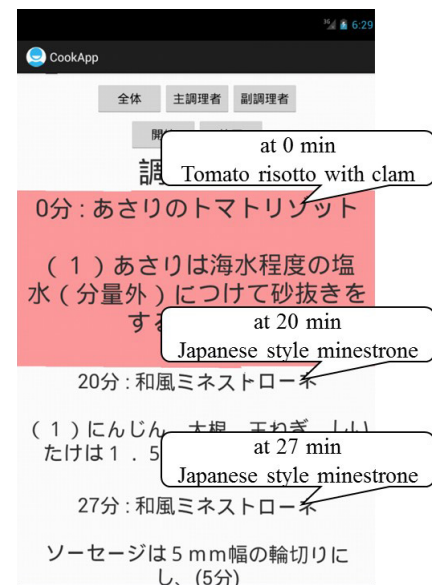 3G 6:29
CookApp
全体 主調理者 副調理者
at 0 min
Tomato risotto with clam
0分 : あさりのトマトリゾット
( 1 ) あさりは海水程度の塩
水 ( 分量外 ) につけて砂抜きを
す
at 20 min
Japanese style minestrone
20分 : 和風ミネストローネ
( 1 ) にんじん
たけは 1 . 5
at 27 min
Japanese style minestrone
27分 : 和風ミネストローネ
ソーセージは 5 mm幅の輪切りに
し、(5分)